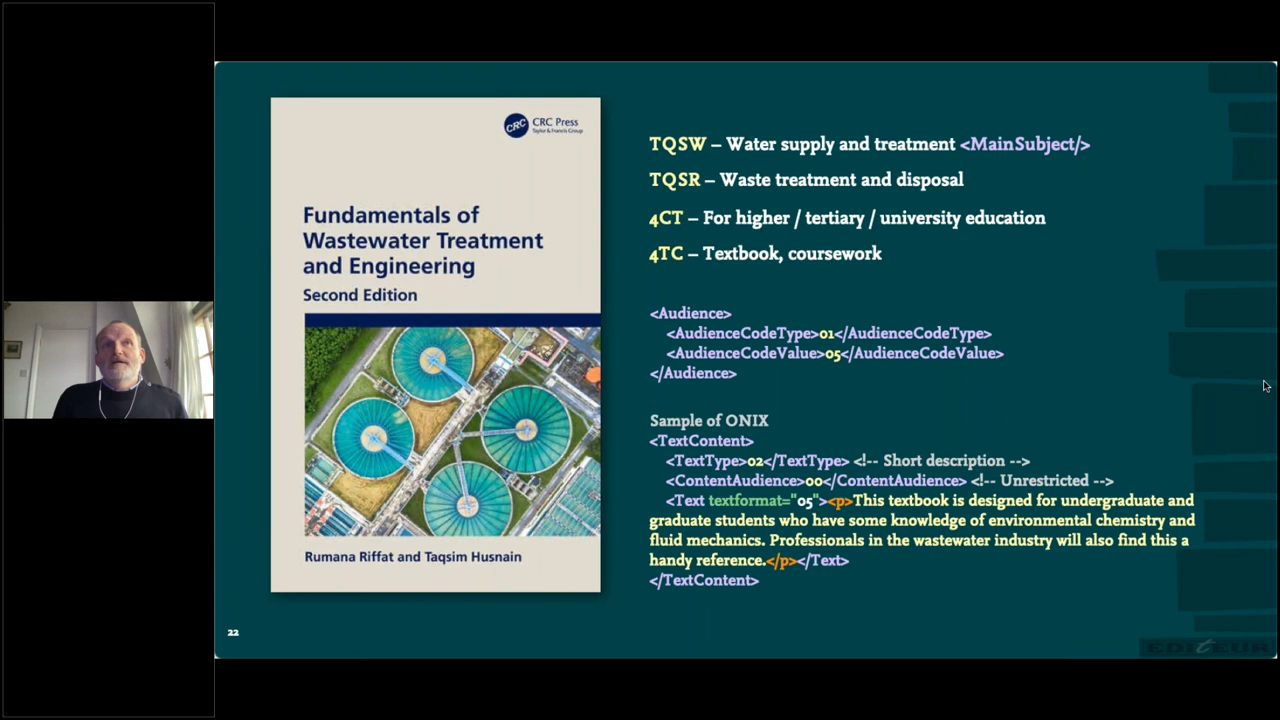 CRC
CRC Press
Taylor & Francis Group
Fundamentals of
Wastewater Treatment
and Engineering
Second Edition
Rumana Riffat and Taqsim Husnain
TQSW – Water supply and treatment <MainSubject/>
TQSR – Waste treatment and disposal
4CT – For higher / tertiary / university education
4TC – Textbook, coursework
<Audience>
<AudienceCodeType>01</AudienceCodeType>
<AudienceCodeValue>05</AudienceCodeValue>
</Audience>
Sample of ONIX
<TextContent>
<TextType>02</TextType> <!-- Short description -->
<ContentAudience>00</ContentAudience> <!-- Unrestricted -->
<Text textformat="05"><p>This textbook is designed for undergraduate and
graduate students who have some knowledge of environmental chemistry and
fluid mechanics. Professionals in the wastewater industry will also find this a
handy reference.</p></Text>
</TextContent>
22
EDItEUR